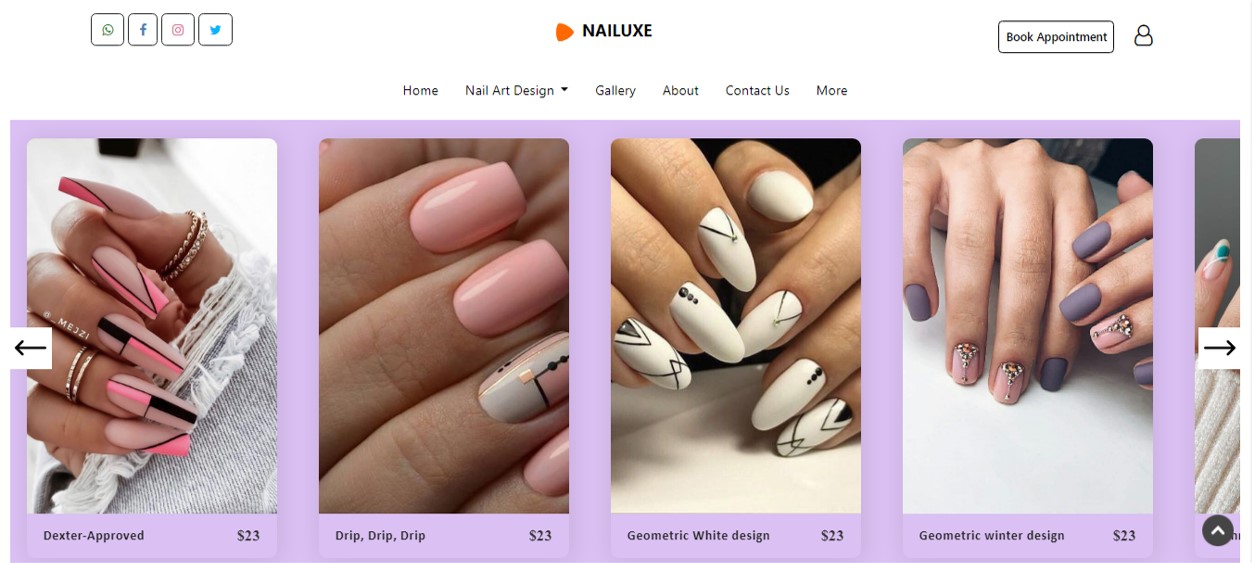 NAILUXE
Book Appointment
Home
Nail Art Design
Gallery
About
Contact Us
More
@_MEJZI
Dexter-Approved
$23
Drip, Drip, Drip
$23
Geometric White design
$23
Geometric winter design
$23